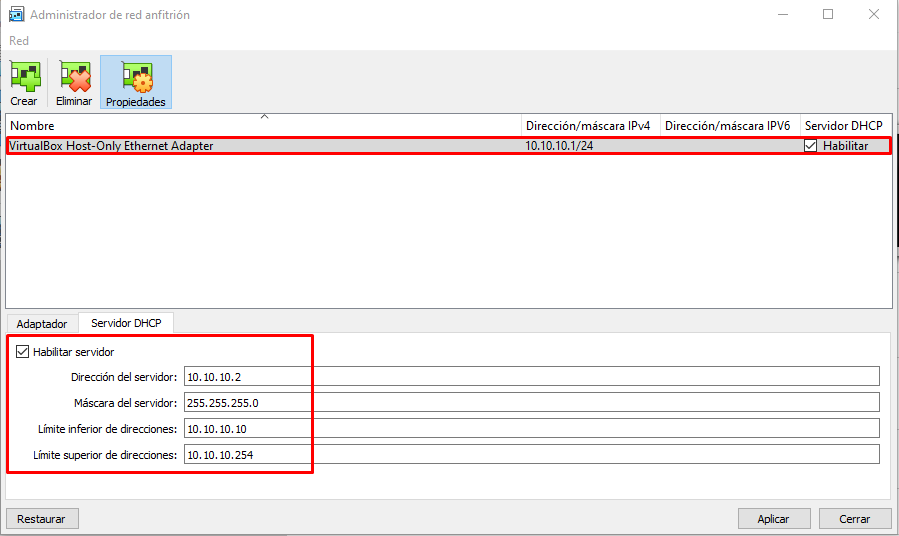 Administrador de red anfitrión
Red
Crear Eliminar Propiedades
Nombre Dirección/máscara IPv4 Dirección/máscara IPV6 Servidor DHCP
VirtualBox Host-Only Ethernet Adapter 10.10.10.1/24 Habilitar
Adaptador Servidor DHCP
Habilitar servidor
Dirección del servidor: 10.10.10.2
Máscara del servidor: 255.255.255.0
Límite inferior de direcciones: 10.10.10.10
Límite superior de direcciones: 10.10.10.254
Restaurar Aplicar Cerrar